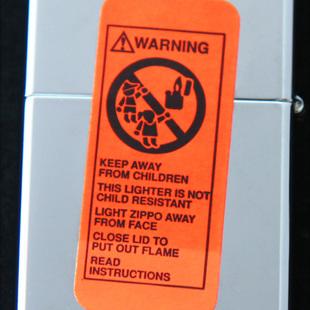 WARNING
KEEP AWAY
FROM CHILDREN
THIS LIGHTER IS NOT
CHILD RESISTANT
LIGHT ZIPPO AWAY
FROM FACE
CLOSE LID TO
PUT OUT FLAME
READ
INSTRUCTIONS